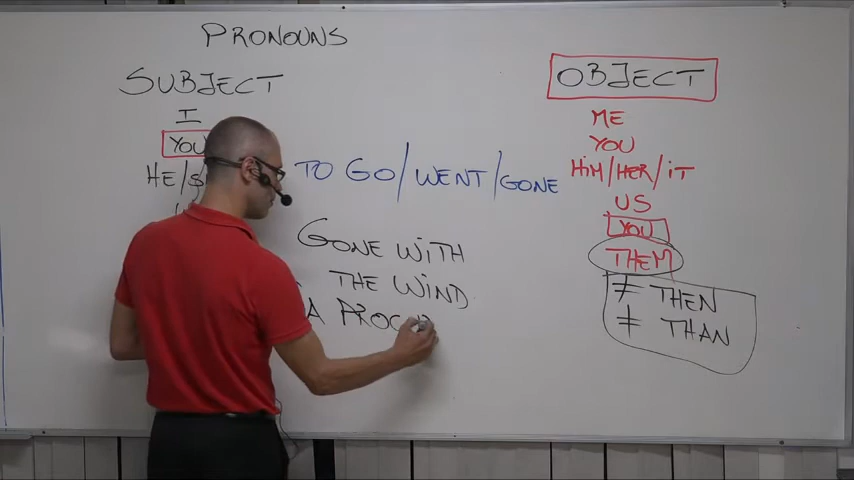 PRONOUNS
SUBJECT
I
YOU
HE/S
TO GO/WENT/GONE
GONE WITH
THE WIND
A PROC
OBJECT
ME
YOU
HIM/HER/IT
US
YOU
THEM
≠ THEN
≠ THAN